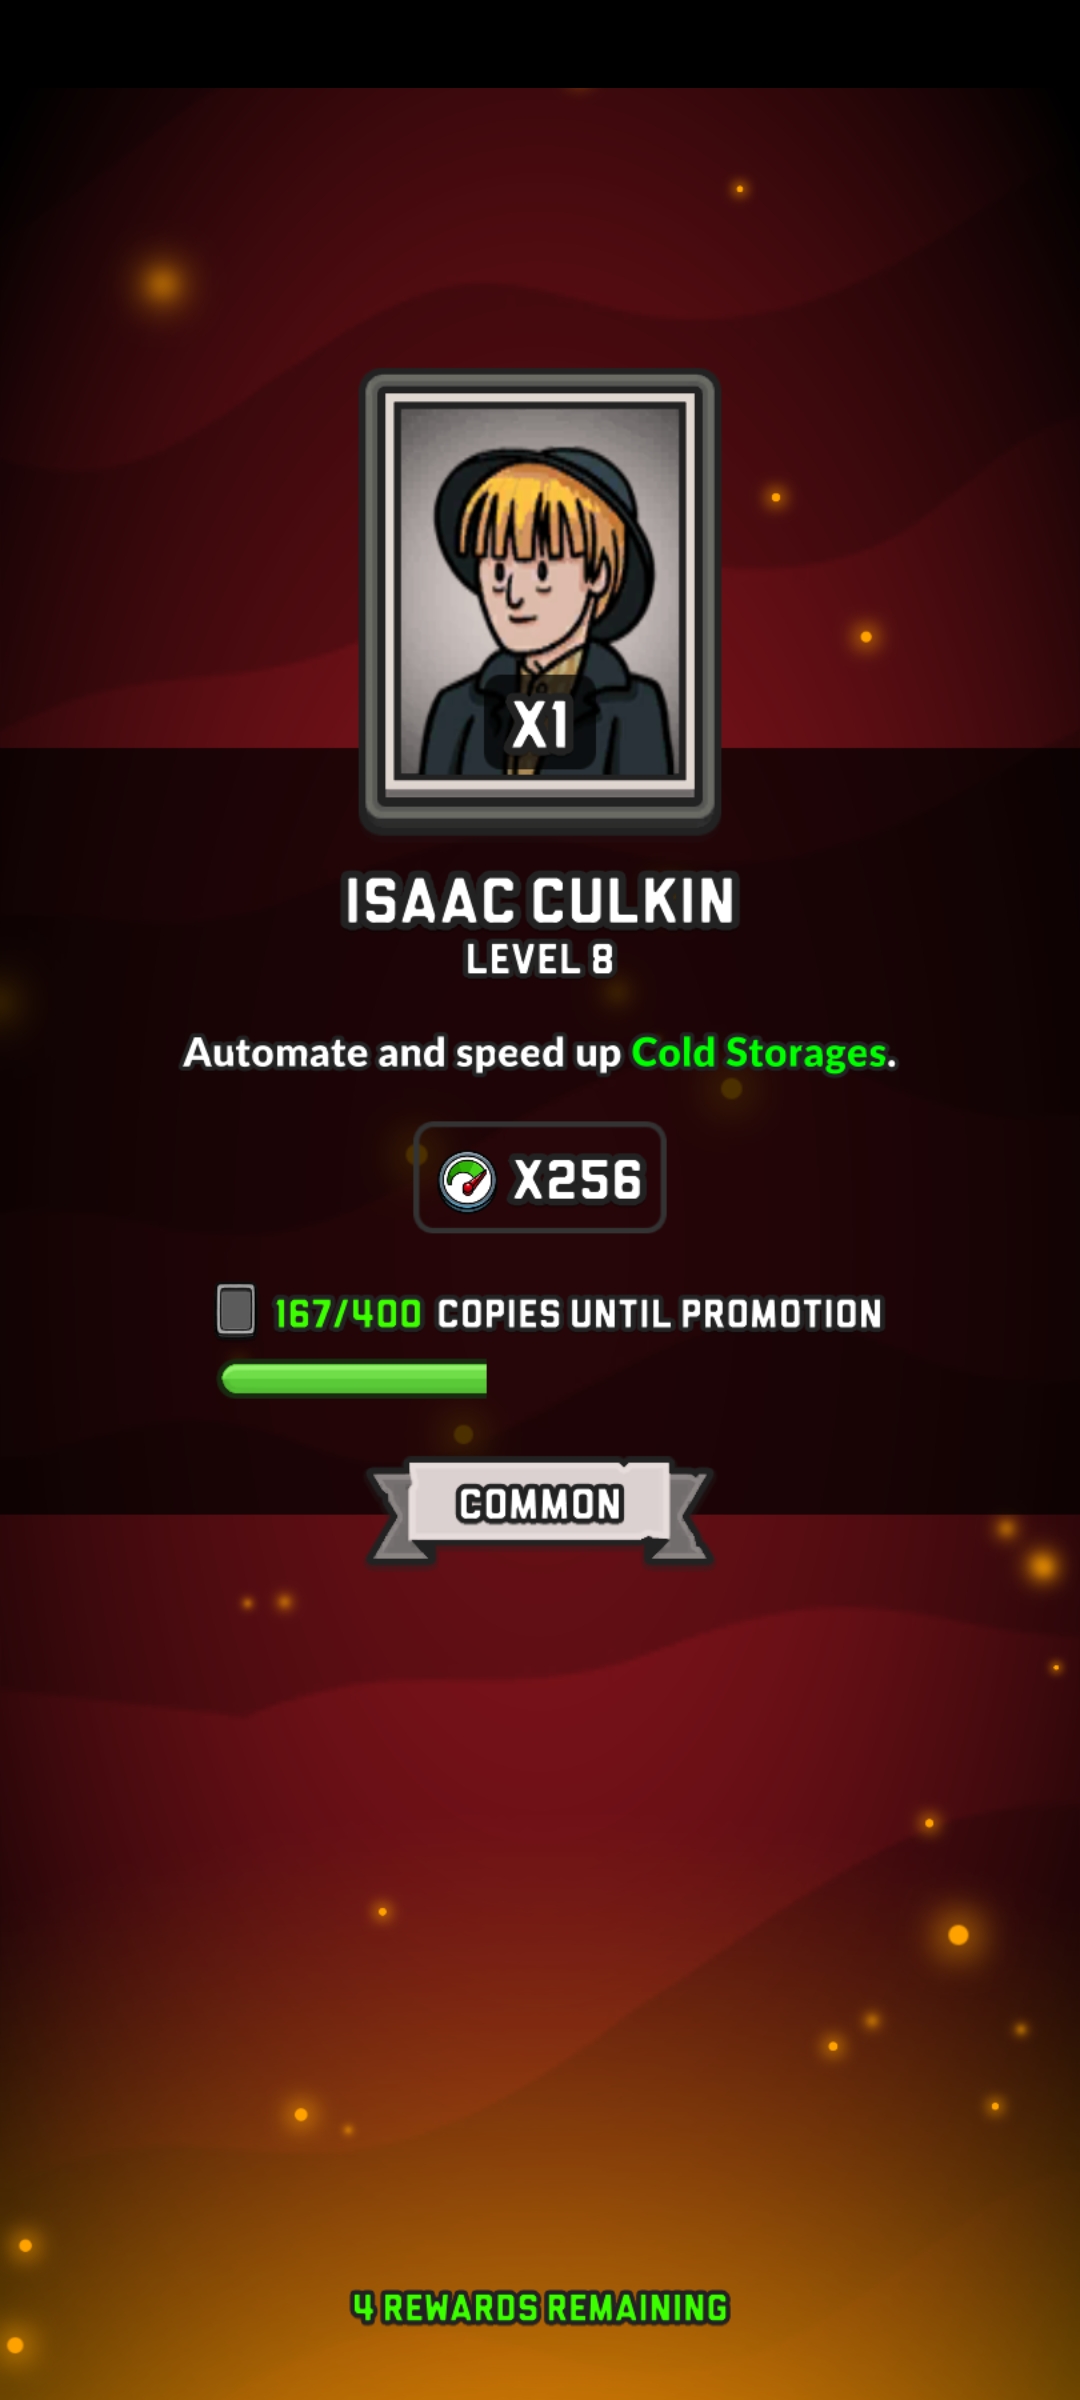 X1
ISAAC CULKIN
LEVEL 8
Automate and speed up Cold Storages.
X256
167/400 COPIES UNTIL PROMOTION
COMMON
4 REWARDS REMAINING